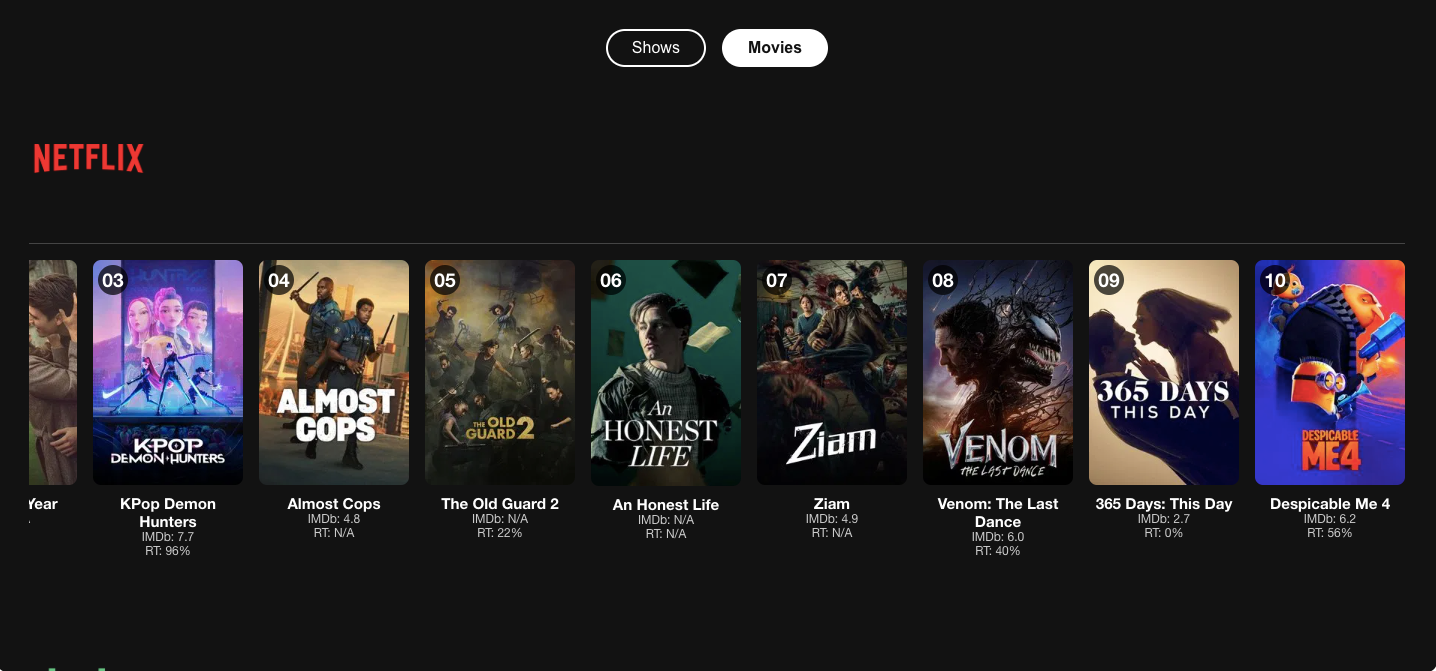 Shows
Movies
NETFLIX
03
04
05
06
07
08
09
10
KPOP
DEMON HUNTERS
ALMOST
COPS
THE OLD
GUARD 2
An
HONEST
LIFE
Ziam
VENOM
THE LAST DANCE
365 DAYS
THIS DAY
DESPICABLE
ME 4
Year
KPop Demon
Hunters
IMDb: 7.7
RT: 96%
Almost Cops
IMDb: 4.8
RT: N/A
The Old Guard 2
IMDb: N/A
RT: 22%
An Honest Life
IMDb: N/A
RT: N/A
Ziam
IMDb: 4.9
RT: N/A
Venom: The Last
Dance
IMDb: 6.0
RT: 40%
365 Days: This Day
IMDb: 2.7
RT: 0%
Despicable Me 4
IMDb: 6.2
RT: 56%